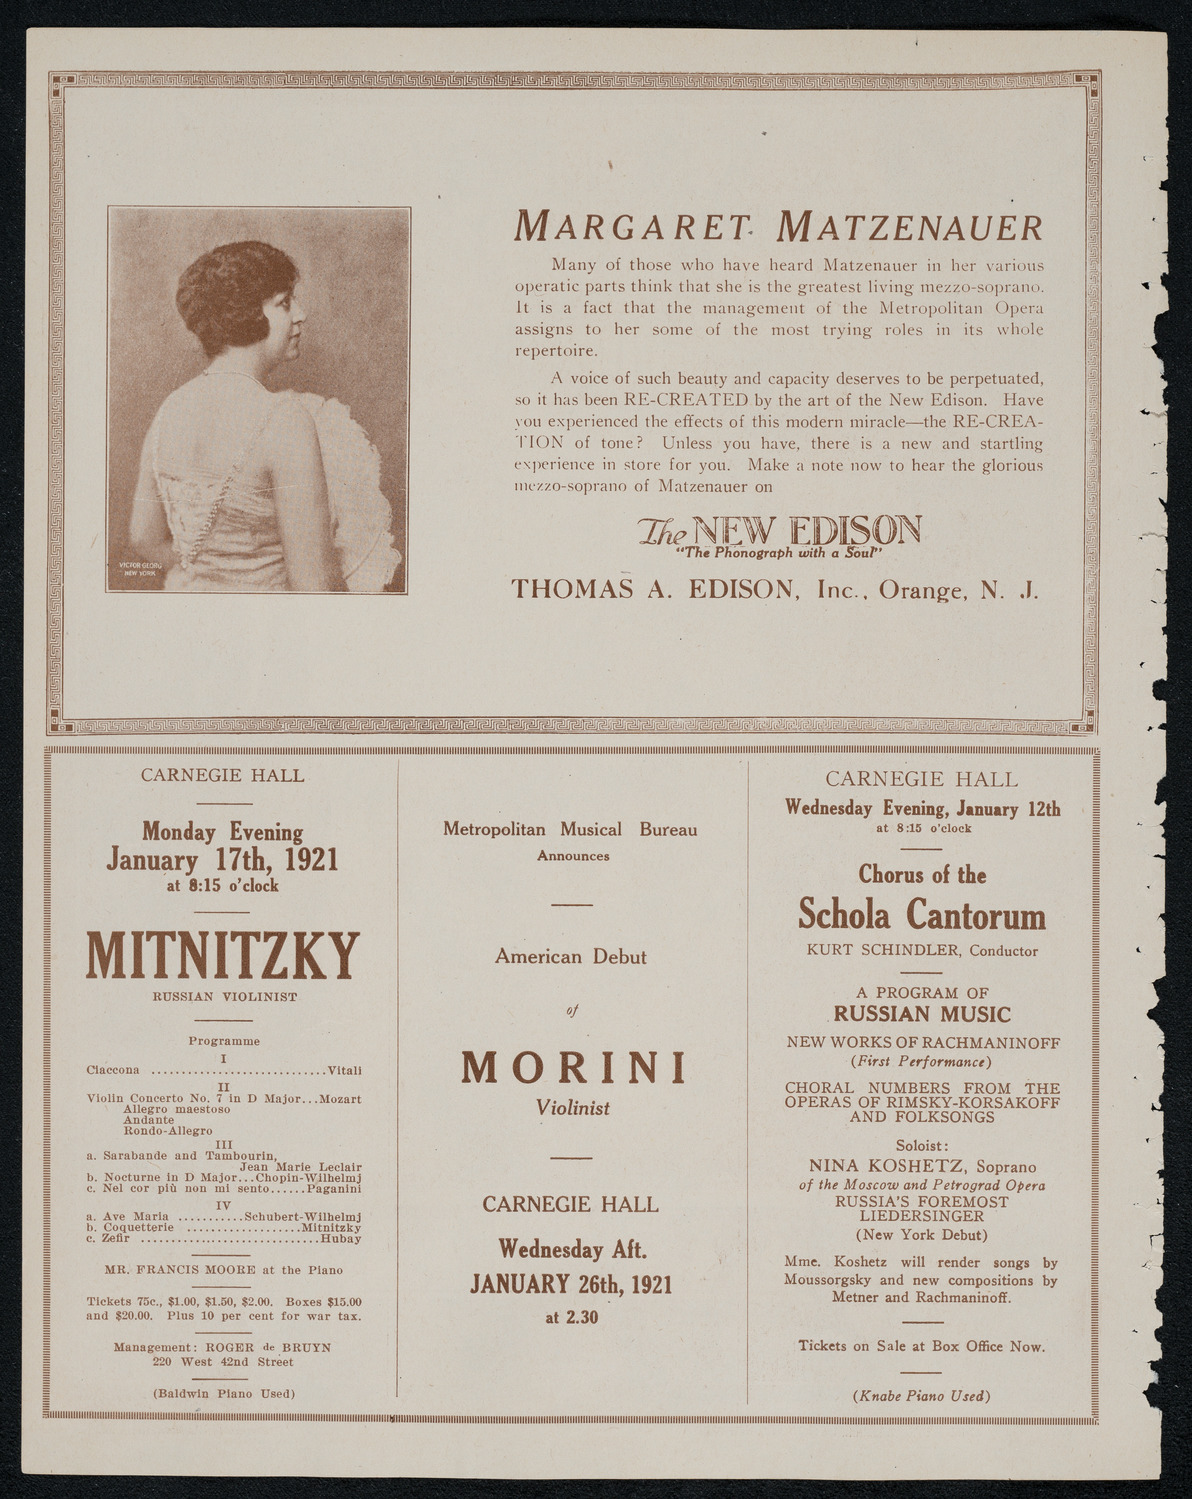 MARGARET MATZENAUER
Many of those who have heard Matzenauer in her various
operatic parts think that she is the greatest living mezzo-soprano.
It is a fact that the management of the Metropolitan Opera
assigns to her some of the most trying roles in its whole
repertoire.
A voice of such beauty and capacity deserves to be perpetuated,
so it has been RE-CREATED by the art of the New Edison. Have
you experienced the effects of this modern miracle—the RE-CREA-
TION of tone? Unless you have, there is a new and startling
experience in store for you. Make a note now to hear the glorious
mezzo-soprano of Matzenauer on
The NEW EDISON
"The Phonograph with a Soul"
THOMAS A. EDISON, Inc., Orange, N. J.
VICTOR GEORG
NEW YORK
CARNEGIE HALL
Monday Evening
January 17th, 1921
at 8:15 o'clock
MITNITZKY
RUSSIAN VIOLINIST
Programme
I
Ciaccona ...........................Vitali
II
Violin Concerto No. 7 in D Major...Mozart
Allegro maestoso
Andante
Rondo-Allegro
III
a. Sarabande and Tambourin,
Jean Marie Leclair
b. Nocturne in D Major...Chopin-Wilhelmj
c. Nel cor più non mi sento......Paganini
IV
a. Ave Maria ..........Schubert-Wilhelmj
b. Coquetterie ..................Mitnitzky
c. Zefir ............................Hubay
MR. FRANCIS MOORE at the Piano
Tickets 75c., $1.00, $1.50, $2.00. Boxes $15.00
and $20.00. Plus 10 per cent for war tax.
Management: ROGER de BRUYN
220 West 42nd Street
(Baldwin Piano Used)
Metropolitan Musical Bureau
Announces
American Debut
of
MORINI
Violinist
CARNEGIE HALL
Wednesday Aft.
JANUARY 26th, 1921
at 2.30
CARNEGIE HALL
Wednesday Evening, January 12th
at 8:15 o'clock
Chorus of the
Schola Cantorum
KURT SCHINDLER, Conductor
A PROGRAM OF
RUSSIAN MUSIC
NEW WORKS OF RACHMANINOFF
(First Performance)
CHORAL NUMBERS FROM THE
OPERAS OF RIMSKY-KORSAKOFF
AND FOLKSONGS
Soloist:
NINA KOSHETZ, Soprano
of the Moscow and Petrograd Opera
RUSSIA'S FOREMOST
LIEDERSINGER
(New York Debut)
Mme. Koshetz will render songs by
Moussorgsky and new compositions by
Metner and Rachmaninoff.
Tickets on Sale at Box Office Now.
(Knabe Piano Used)